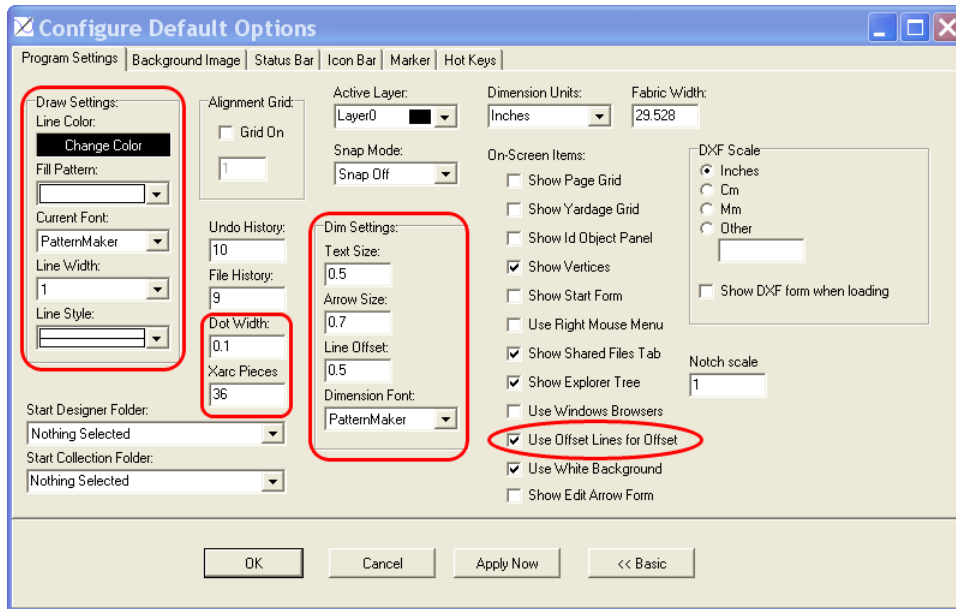 Configure Default Options
Program Settings
Background Image
Status Bar
Icon Bar
Marker
Hot Keys
Draw Settings:
Line Color:
Change Color
Fill Pattern:
Current Font:
PatternMaker
Line Width:
1
Line Style:
Alignment Grid:
Grid On
1
Undo History:
10
File History:
9
Dot Width:
0.1
Xarc Pieces
36
Start Designer Folder:
Nothing Selected
Start Collection Folder:
Nothing Selected
Active Layer:
Layer0
Snap Mode:
Snap Off
Dim Settings:
Text Size:
0.5
Arrow Size:
0.7
Line Offset:
0.5
Dimension Font:
PatternMaker
Dimension Units:
Inches
Fabric Width:
29.528
On-Screen Items:
Show Page Grid
Show Yardage Grid
Show Id Object Panel
Show Vertices
Show Start Form
Use Right Mouse Menu
Show Shared Files Tab
Show Explorer Tree
Use Windows Browsers
Use Offset Lines for Offset
Use White Background
Show Edit Arrow Form
DXF Scale
Inches
Cm
Mm
Other
Show DXF form when loading
Notch scale
1
OK
Cancel
Apply Now
<< Basic